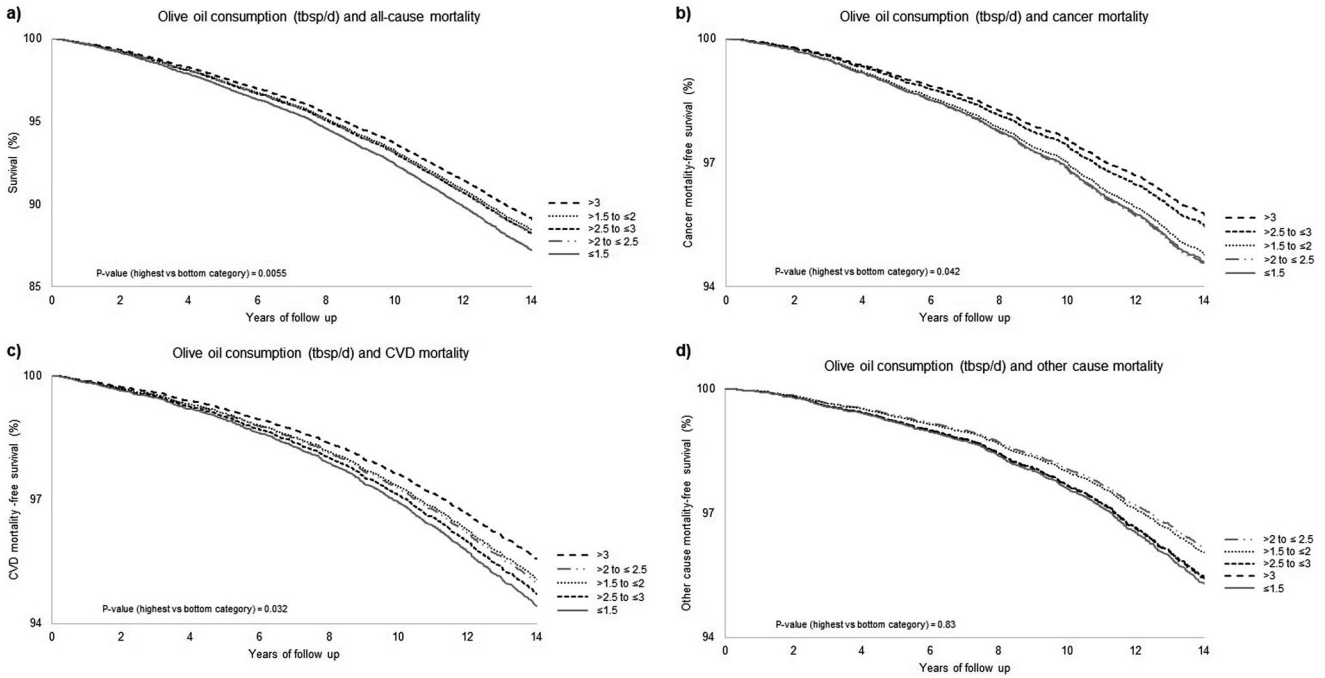 a)
Olive oil consumption (tbsp/d) and all-cause mortality
Survival (%)
100
95
90
85
0 2 4 6 8 10 12 14
Years of follow up
P-value (highest vs bottom category) = 0.0055
>3
>1.5 to ≤2
>2.5 to ≤3
>2 to ≤ 2.5
≤1.5
b)
Olive oil consumption (tbsp/d) and cancer mortality
Cancer mortality-free survival (%)
100
97
94
0 2 4 6 8 10 12 14
Years of follow up
P-value (highest vs bottom category) = 0.042
>3
>2.5 to ≤3
>1.5 to ≤2
>2 to ≤ 2.5
≤1.5
c)
Olive oil consumption (tbsp/d) and CVD mortality
CVD mortality -free survival (%)
100
97
94
0 2 4 6 8 10 12 14
Years of follow up
P-value (highest vs bottom category) = 0.032
>3
>2 to ≤ 2.5
>1.5 to ≤2
>2.5 to ≤3
≤1.5
d)
Olive oil consumption (tbsp/d) and other cause mortality
Other cause mortality-free survival (%)
100
97
94
0 2 4 6 8 10 12 14
Years of follow up
P-value (highest vs bottom category) = 0.83
>2 to ≤ 2.5
>1.5 to ≤2
>2.5 to ≤3
>3
≤1.5